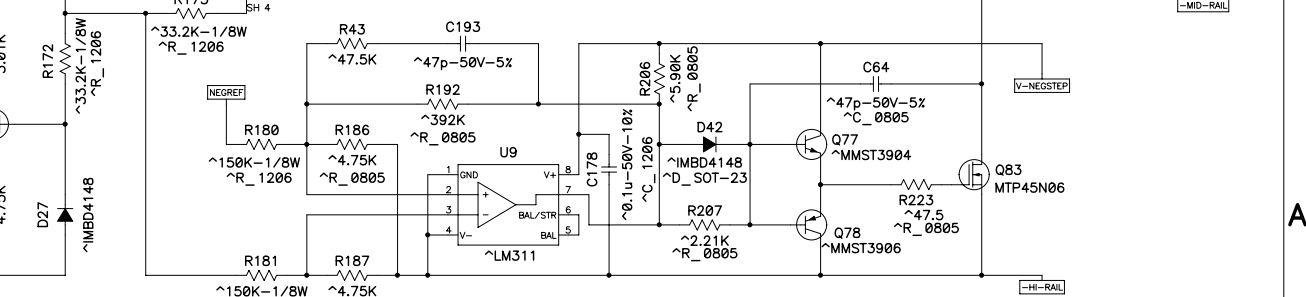 SH 4
-MID-RAIL
^33.2K-1/8W
^R_1206
R172
^33.2K-1/8W
^R_1206
R43
^47.5K
C193
^47p-50V-5%
R206
^5.90K
^R_0805
C64
^47p-50V-5%
^C_0805
V-NEGSTEP
NEGREF
R192
^392K
^R_0805
R180
^150K-1/8W
^R_1206
R186
^4.75K
^R_0805
U9
1 GND V+ 8
2 + 7
3 - BAL/STR 6
4 V- BAL 5
^LM311
C178
^0.1u-50V-10%
^C_1206
D42
^IMBD4148
^D_SOT-23
Q77
^MMST3904
Q83
MTP45N06
R223
^47.5
^R_0805
R207
^2.21K
^R_0805
Q78
^MMST3906
D27
^IMBD4148
R181
^150K-1/8W
R187
^4.75K
-HI-RAIL
A